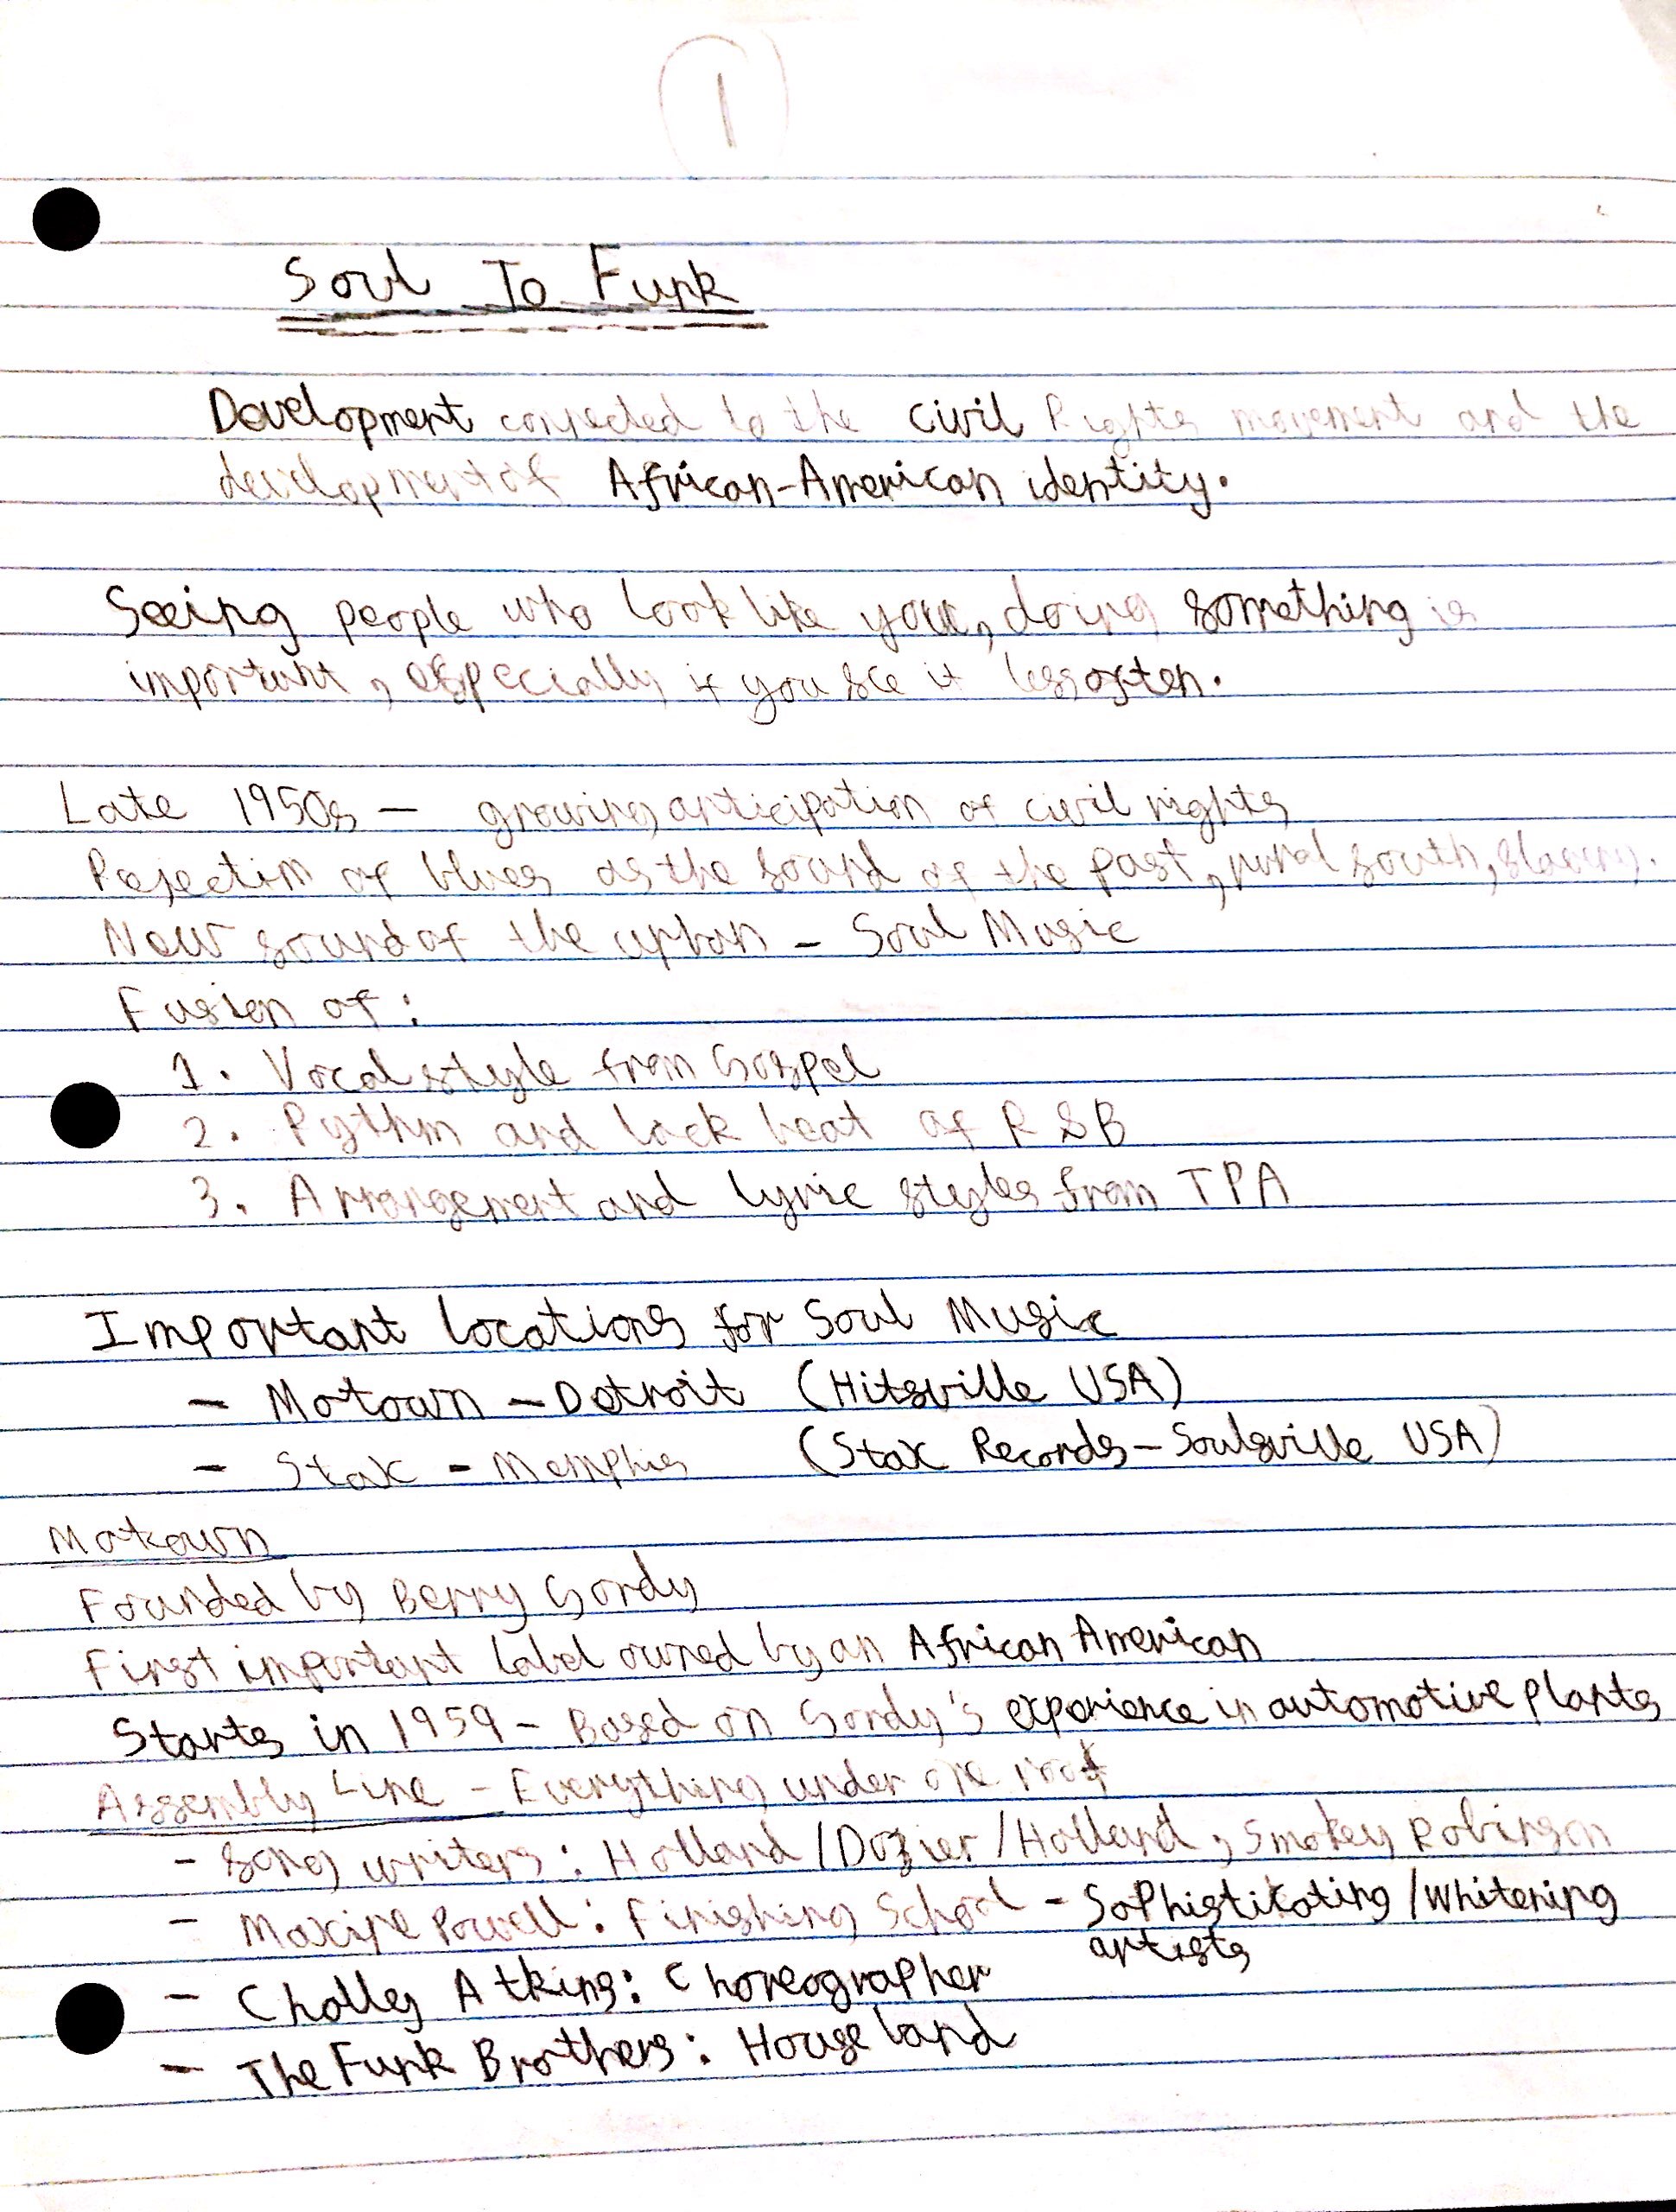 1
Soul To Funk
Development connected to the Civil Rights movement and the
development of African-American identity.
Seeing people who look like you, doing something is
important, especially if you see it less often.
Late 1950s - growing anticipation of civil rights
Rejection of blues as the sound of the past, rural south, slavery.
New sound of the urban - Soul Music
Fusion of:
1. Vocal style from Gospel
2. Rythm and back beat of R&B
3. Arrangement and lyric styles from TPA
Important locations for Soul Music
- Motown - Detroit (Hitsville USA)
- Stax - Memphis (Stax Records - Soulsville USA)
Motown
Founded by Berry Gordy
First important label owned by an African American
Starts in 1959 - Based on Gordy's experience in automotive plants
Assembly Line - Everything under one roof
- Song writers: Holland/Dozier/Holland, Smokey Robinson
- Maxine Powell: Finishing School - Sophistikating/Whitening
artists
- Cholly Atkins: Choreographer
- The Funk Brothers: House band